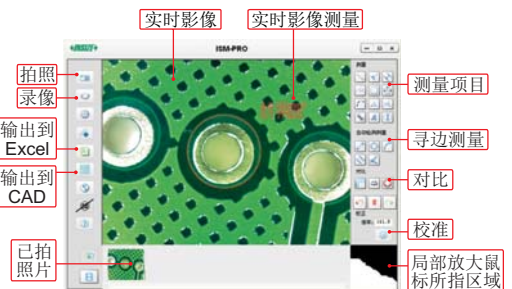 实时影像
实时影像测量
ISM-PRO
拍照
录像
输出到
Excel
输出到
CAD
已拍
照片
测量项目
寻边测量
对比
校准
局部放大鼠
标所指区域